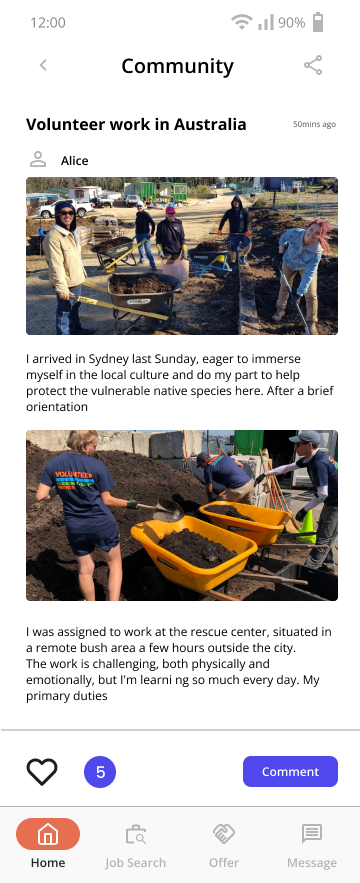 12:00
90%
Community
Volunteer work in Australia
50mins ago
Alice
I arrived in Sydney last Sunday, eager to immerse
myself in the local culture and do my part to help
protect the vulnerable native species here. After a brief
orientation
VOLUNTEER
I was assigned to work at the rescue center, situated in
a remote bush area a few hours outside the city.
The work is challenging, both physically and
emotionally, but I'm learni ng so much every day. My
primary duties
5
Comment
Home
Job Search
Offer
Message